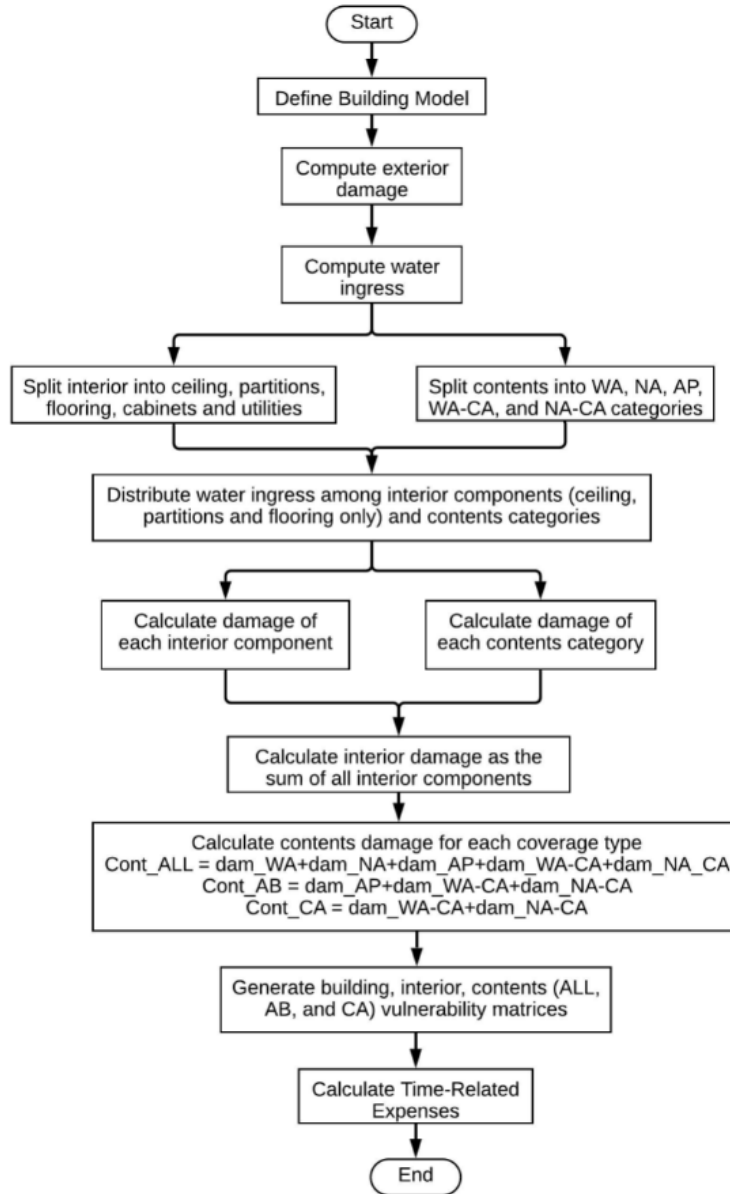 Start
Define Building Model
Compute exterior
damage
Compute water
ingress
Split interior into ceiling, partitions,
flooring, cabinets and utilities
Split contents into WA, NA, AP,
WA-CA, and NA-CA categories
Distribute water ingress among interior components (ceiling,
partitions and flooring only) and contents categories
Calculate damage of
each interior component
Calculate damage of
each contents category
Calculate interior damage as the
sum of all interior components
Calculate contents damage for each coverage type
Cont_ALL = dam_WA+dam_NA+dam_AP+dam_WA-CA+dam_NA_CA
Cont_AB = dam_AP+dam_WA-CA+dam_NA-CA
Cont_CA = dam_WA-CA+dam_NA-CA
Generate building, interior, contents (ALL,
AB, and CA) vulnerability matrices
Calculate Time-Related
Expenses
End